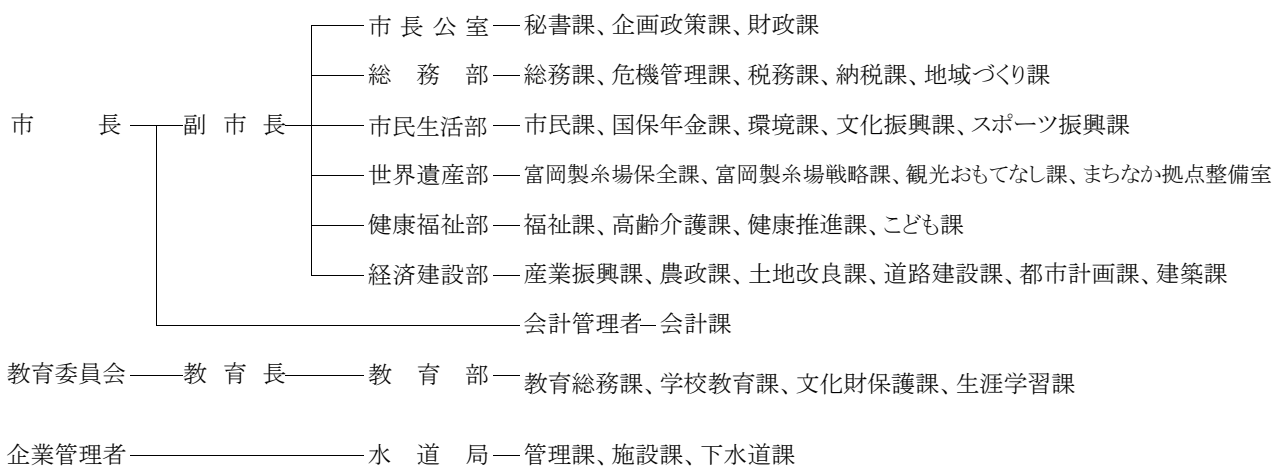 市長公室 秘書課、企画政策課、財政課
総務部 総務課、危機管理課、税務課、納税課、地域づくり課
市長 副市長 市民生活部 市民課、国保年金課、環境課、文化振興課、スポーツ振興課
世界遺産部 富岡製糸場保全課、富岡製糸場戦略課、観光おもてなし課、まちなか拠点整備室
健康福祉部 福祉課、高齢介護課、健康推進課、こども課
経済建設部 産業振興課、農政課、土地改良課、道路建設課、都市計画課、建築課
会計管理者 会計課
教育委員会 教育長 教育部 教育総務課、学校教育課、文化財保護課、生涯学習課
企業管理者 水道局 管理課、施設課、下水道課